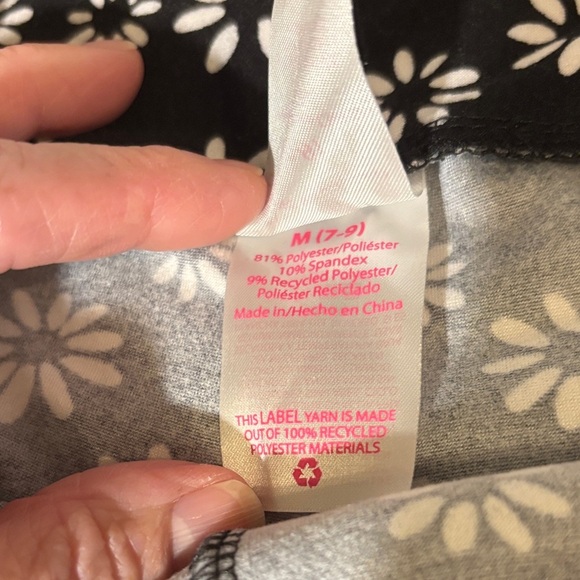 M (7-9)
81% Polyester/Poliéster
10% Spandex
9% Recycled Polyester/
Poliéster Reciclado
Made in/Hecho en China
THIS LABEL YARN IS MADE
OUT OF 100% RECYCLED
POLYESTER MATERIALS